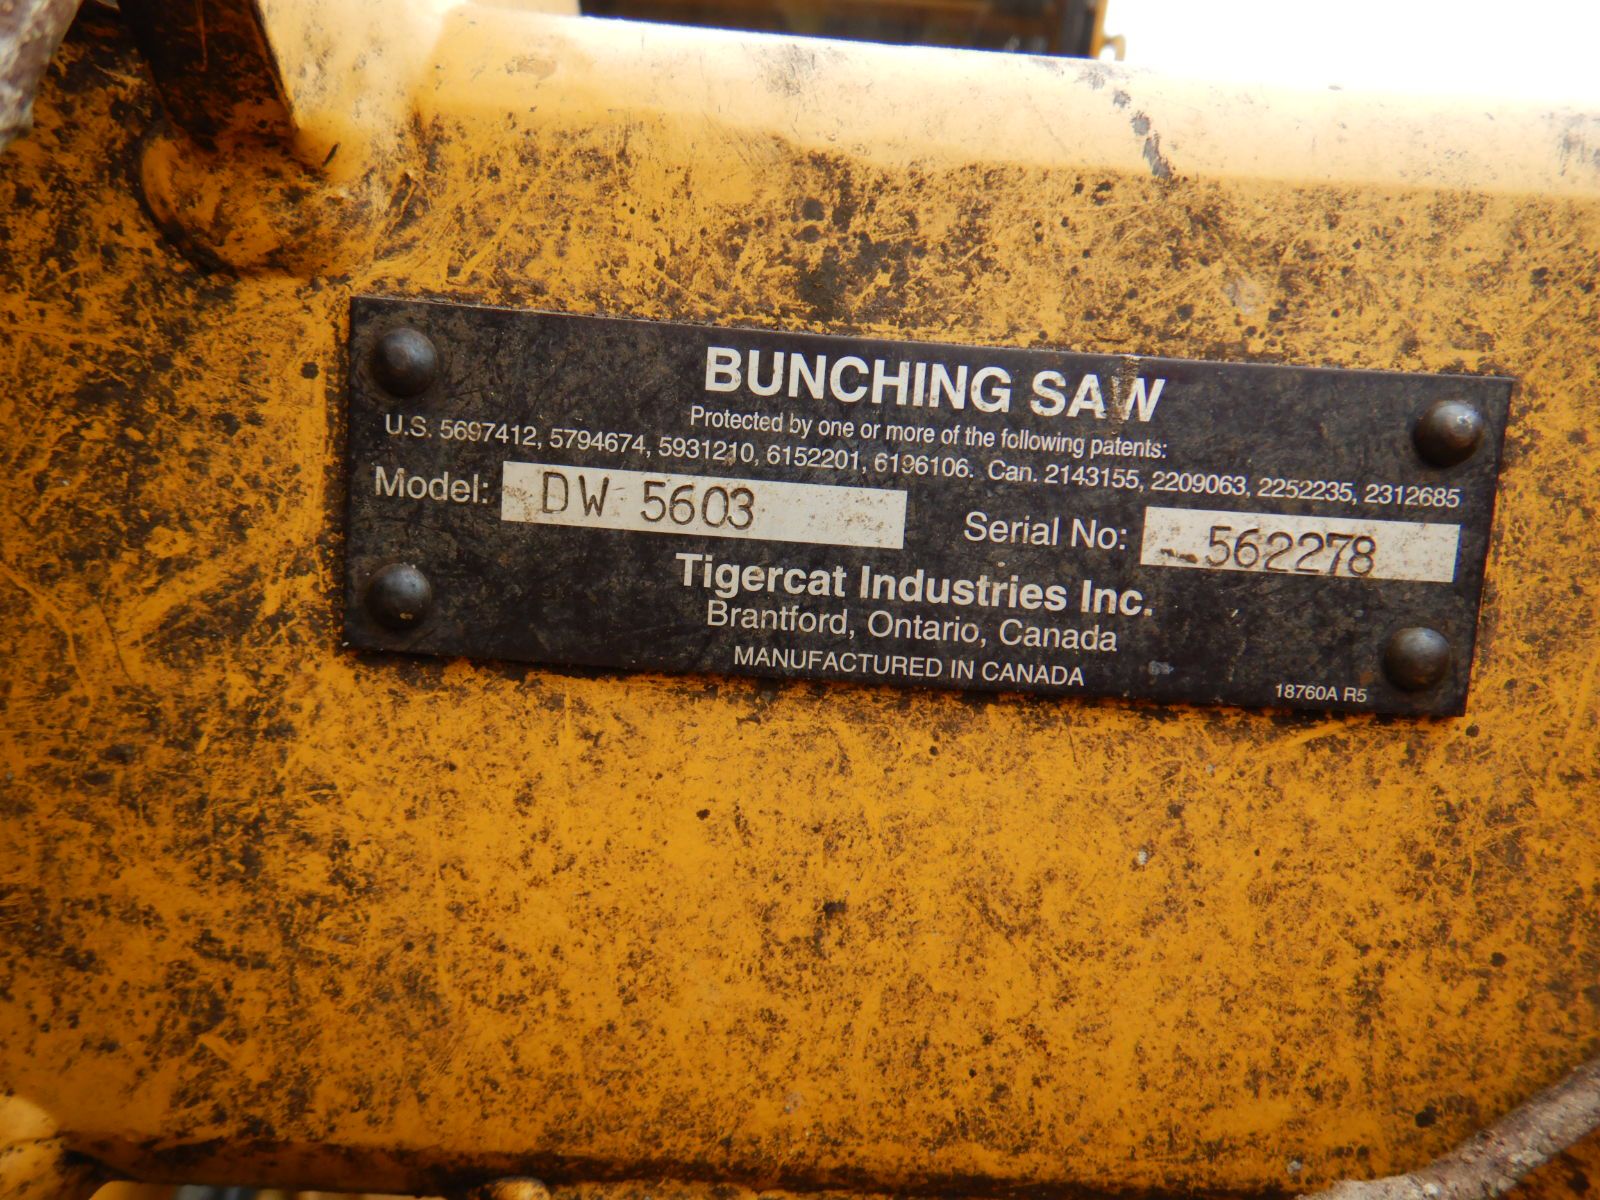 BUNCHING SAW
Protected by one or more of the following patents:
U.S. 5697412, 5794674, 5931210, 6152201, 6196106. Can. 2143155, 2209063, 2252235, 2312685
Model: DW 5603 Serial No: 562278
Tigercat Industries Inc.
Brantford, Ontario, Canada
MANUFACTURED IN CANADA
18760A R5